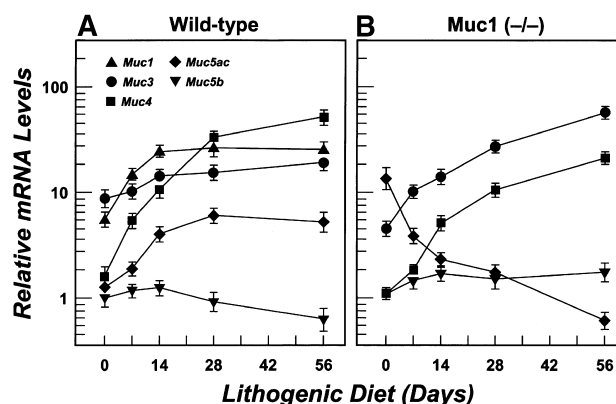 A Wild-type
B Muc1 (–/–)
Relative mRNA Levels
100
10
1
Muc1
Muc3
Muc4
Muc5ac
Muc5b
0 14 28 42 56
0 14 28 42 56
Lithogenic Diet (Days)